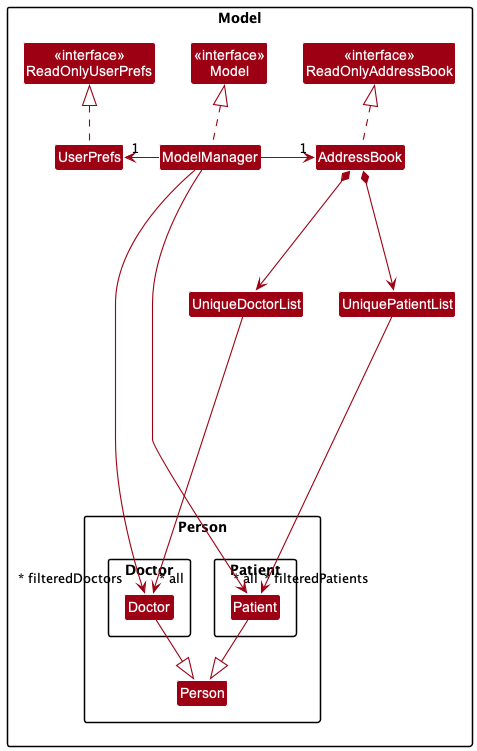 Model
«interface»
ReadOnlyUserPrefs
«interface»
Model
«interface»
ReadOnlyAddressBook
UserPrefs
1
ModelManager
1
AddressBook
UniqueDoctorList
UniquePatientList
Person
Doctor
Patient
* filteredDoctors
* all
* all
* filteredPatients
Doctor
Patient
Person